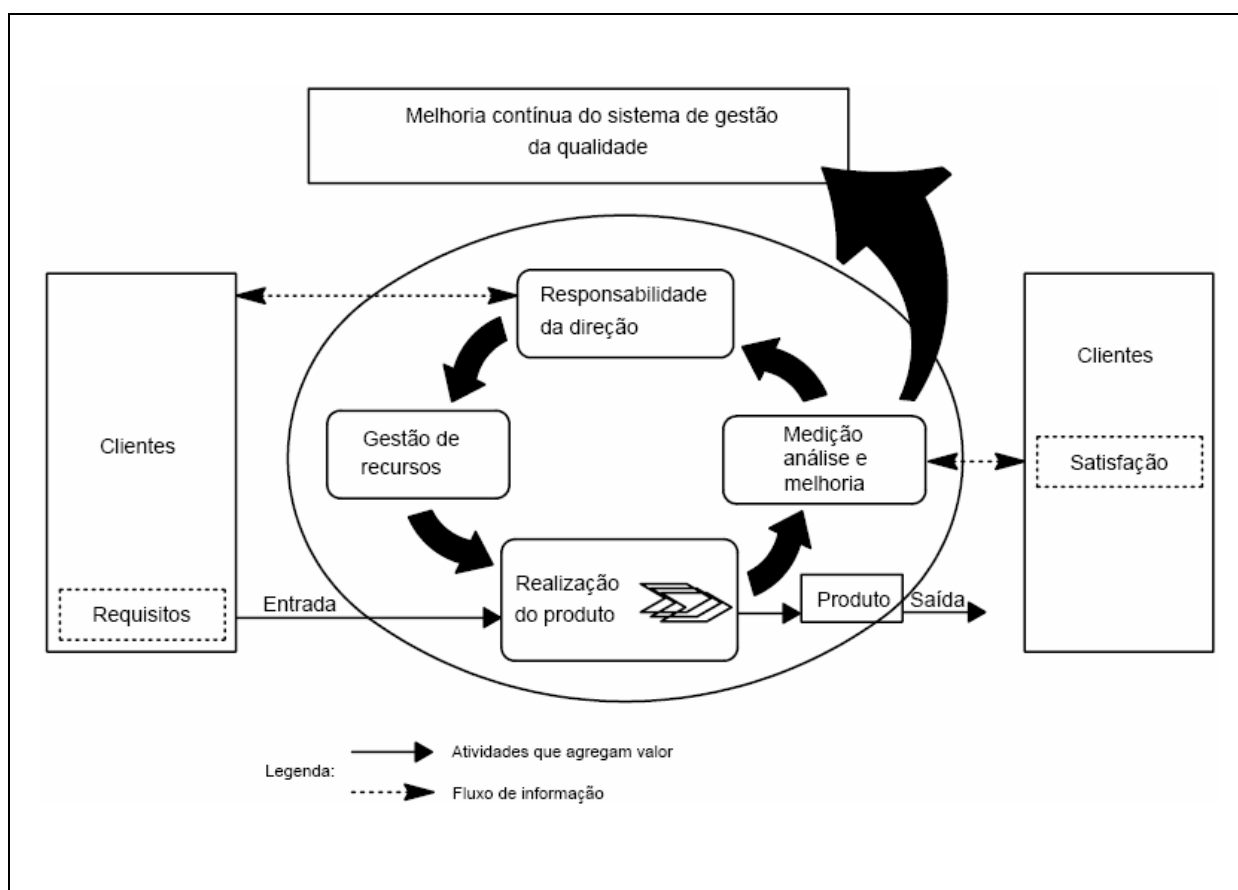 Melhoria contínua do sistema de gestão
da qualidade
Responsabilidade
da direção
Clientes
Clientes
Gestão de
recursos
Medição
análise e
melhoria
Satisfação
Realização
do produto
Requisitos
Entrada
Produto
Saída
Legenda:
Atividades que agregam valor
Fluxo de informação